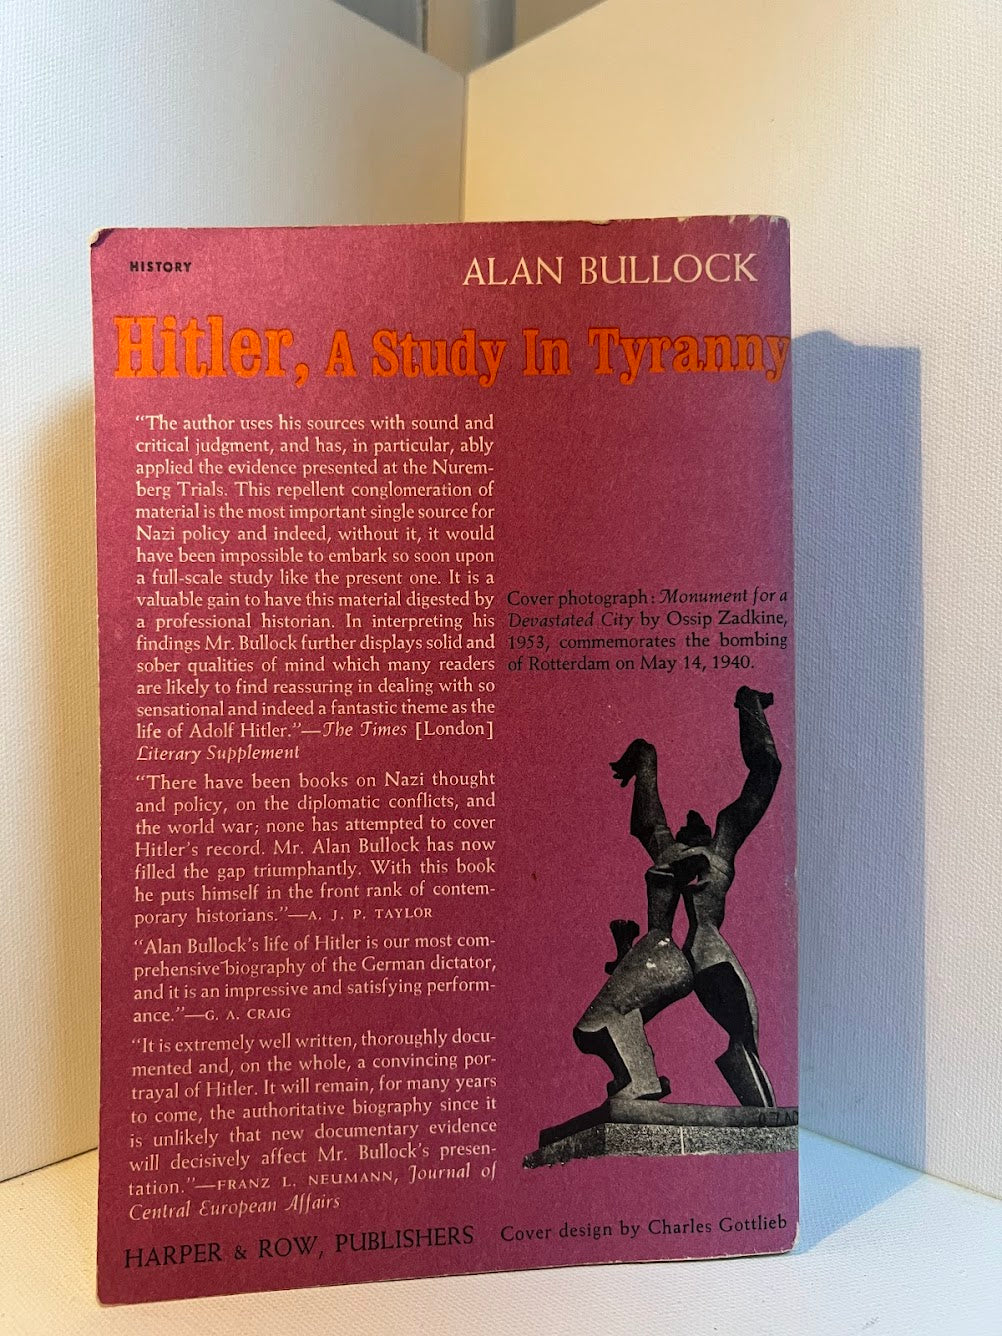 HISTORY
ALAN BULLOCK
Hitler, A Study In Tyranny
“The author uses his sources with sound and
critical judgment, and has, in particular, ably
applied the evidence presented at the Nurem-
berg Trials. This repellent conglomeration of
material is the most important single source for
Nazi policy and indeed, without it, it would
have been impossible to embark so soon upon
a full-scale study like the present one. It is a
valuable gain to have this material digested by
a professional historian. In interpreting his
findings Mr. Bullock further displays solid and
sober qualities of mind which many readers
are likely to find reassuring in dealing with so
sensational and indeed a fantastic theme as the
life of Adolf Hitler.”—The Times [London]
Literary Supplement
“There have been books on Nazi thought
and policy, on the diplomatic conflicts, and
the world war; none has attempted to cover
Hitler's record. Mr. Alan Bullock has now
filled the gap triumphantly. With this book
he puts himself in the front rank of contem-
porary historians.”—A. J. P. TAYLOR
“Alan Bullock's life of Hitler is our most com-
prehensive biography of the German dictator,
and it is an impressive and satisfying perform-
ance.”—G. A. CRAIG
“It is extremely well written, thoroughly docu-
mented and, on the whole, a convincing por-
trayal of Hitler. It will remain, for many years
to come, the authoritative biography since it
is unlikely that new documentary evidence
will decisively affect Mr. Bullock's presen-
tation.”—FRANZ L. NEUMANN, Journal of
Central European Affairs
Cover photograph: Monument for a
Devastated City by Ossip Zadkine,
1953, commemorates the bombing
of Rotterdam on May 14, 1940.
HARPER & ROW, PUBLISHERS
Cover design by Charles Gottlieb